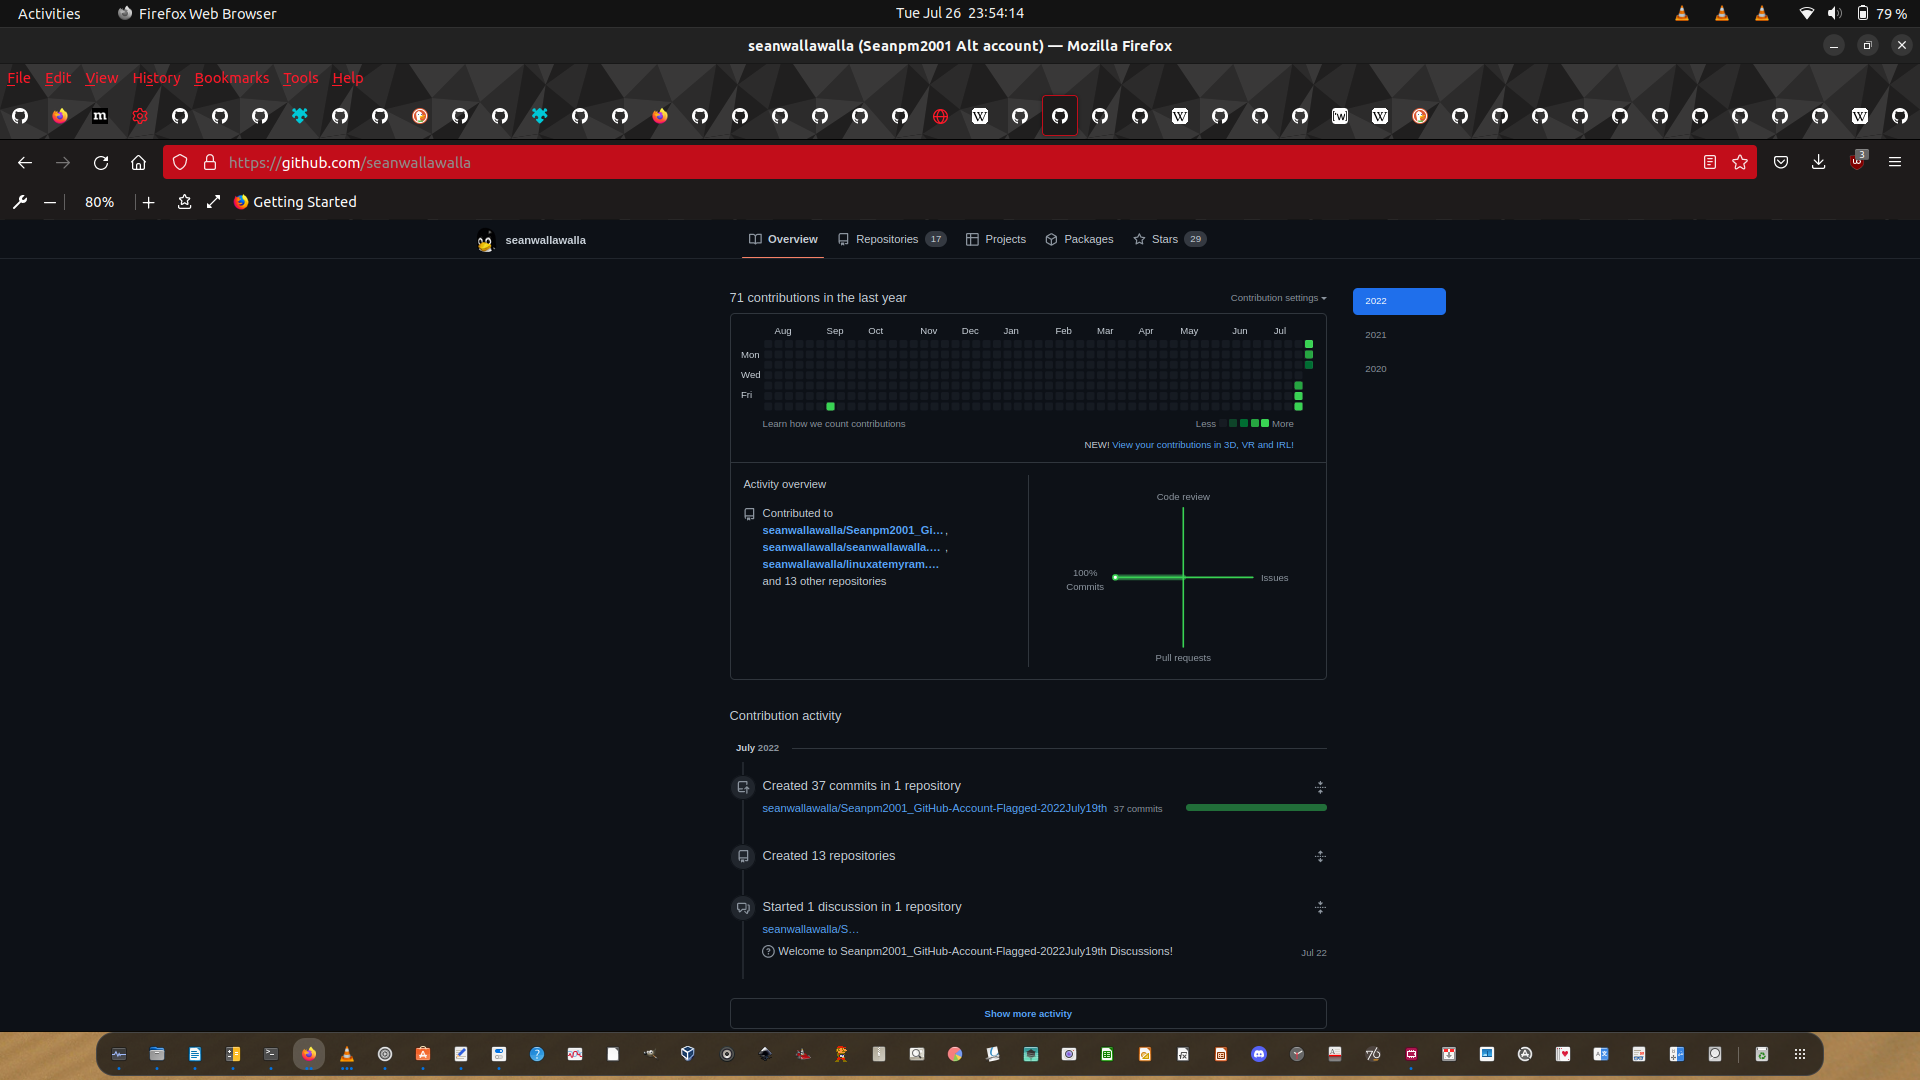 Activities Firefox Web Browser Tue Jul 26 23:54:14 79 %
seanwallawalla (Seanpm2001 Alt account) — Mozilla Firefox
File Edit View History Bookmarks Tools Help
https://github.com/seanwallawalla 3
80% Getting Started
seanwallawalla Overview Repositories 17 Projects Packages Stars 29
71 contributions in the last year Contribution settings
2022
2021
2020
Aug Sep Oct Nov Dec Jan Feb Mar Apr May Jun Jul
Mon
Wed
Fri
Learn how we count contributions Less More
NEW! View your contributions in 3D, VR and IRL!
Activity overview
Contributed to
seanwallawalla/Seanpm2001_Gi… ,
seanwallawalla/seanwallawalla.… ,
seanwallawalla/linuxatemyram.…
and 13 other repositories
Code review
100%
Commits
Issues
Pull requests
Contribution activity
July 2022
Created 37 commits in 1 repository
seanwallawalla/Seanpm2001_GitHub-Account-Flagged-2022July19th 37 commits
Created 13 repositories
Started 1 discussion in 1 repository
seanwallawalla/S…
Welcome to Seanpm2001_GitHub-Account-Flagged-2022July19th Discussions! Jul 22
Show more activity